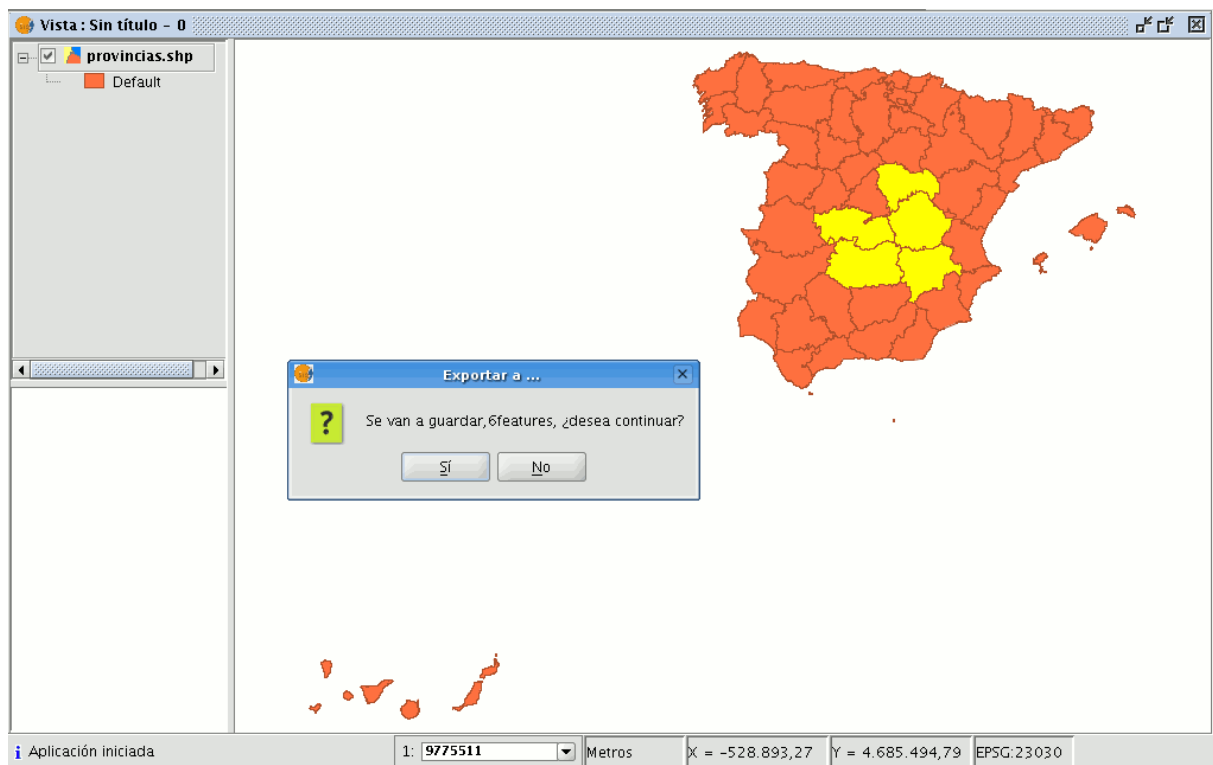 Vista : Sin título - 0
provincias.shp
Default
Exportar a ...
?
Se van a guardar,6features, ¿desea continuar?
Sí
No
Aplicación iniciada
1: 9775511
Metros
X = -528.893,27
Y = 4.685.494,79
EPSG:23030